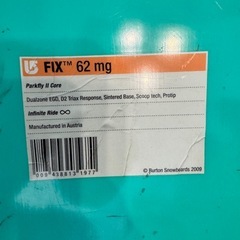 FIX™ 62 mg
Parkfly II Core
Dualzone EGD, D2 Triax Response, Sintered Base, Scoop tech, Protip
Infinite Ride ∞
Manufactured in Austria
© Burton Snowboards 2009